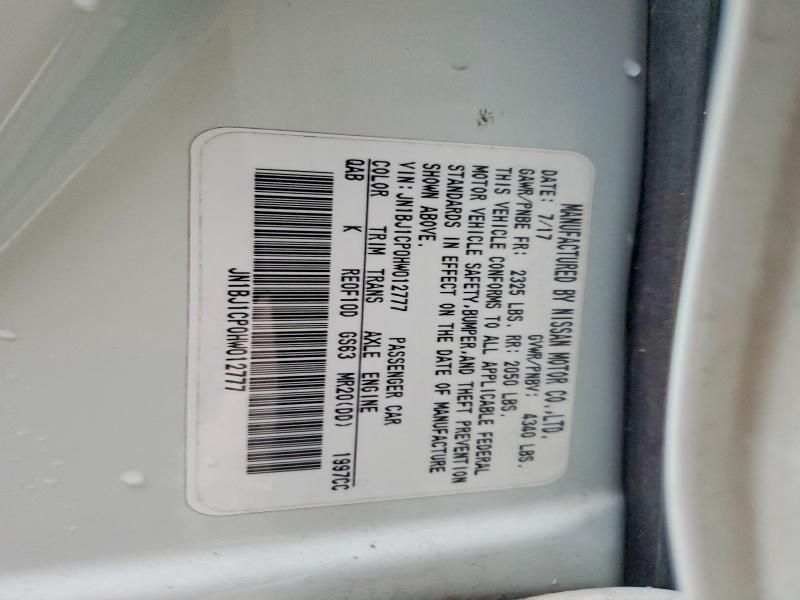 MANUFACTURED BY NISSAN MOTOR CO.,LTD.
DATE: 7/17 GVWR/PNBV: 4340 LBS.
GAWR/PNBE FR: 2325 LBS. RR: 2050 LBS.
THIS VEHICLE CONFORMS TO ALL APPLICABLE FEDERAL
MOTOR VEHICLE SAFETY,BUMPER,AND THEFT PREVENTION
STANDARDS IN EFFECT ON THE DATE OF MANUFACTURE
SHOWN ABOVE.
VIN:JN1BJ1CP0HW012777 PASSENGER CAR
COLOR TRIM TRANS AXLE ENGINE
QAB K RE0F10D GS63 MR20(DD) 1997CC
JN1BJ1CP0HW012777